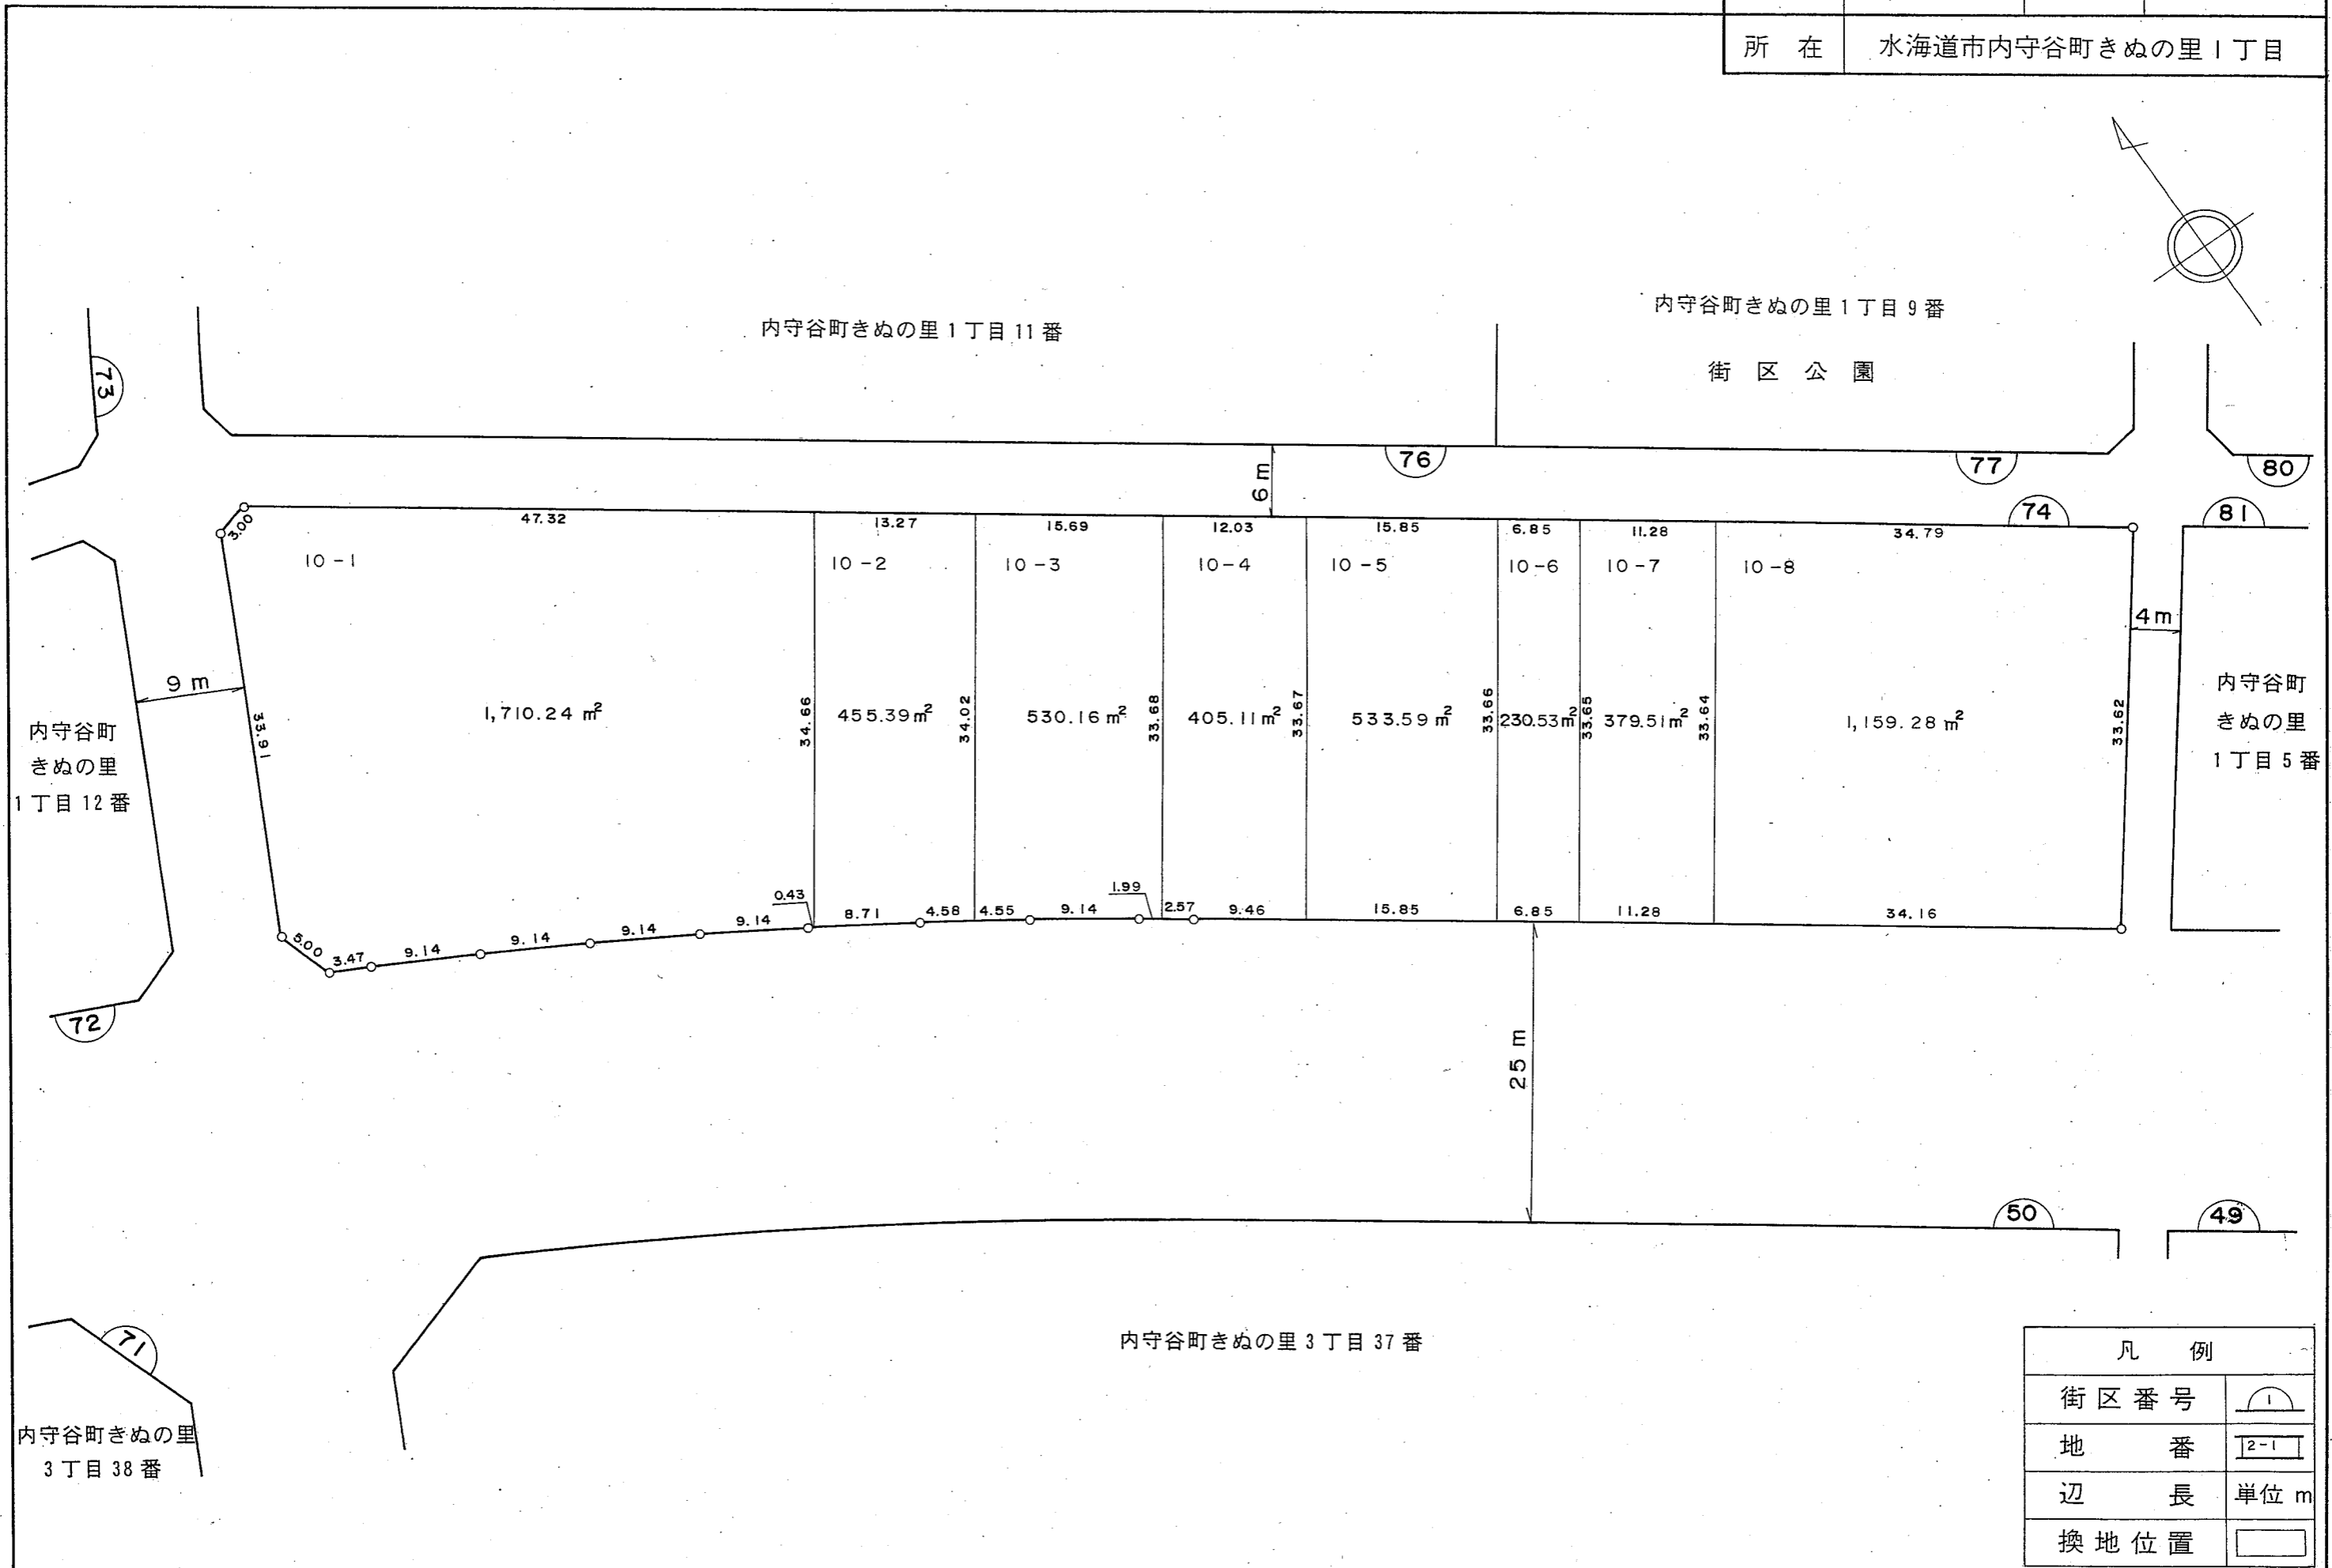 所 在 水海道市内守谷町きぬの里1丁目
内守谷町きぬの里1丁目9番
内守谷町きぬの里1丁目11番
街 区 公 園
73
76
77
80
6m
74
81
3.00
47.32
13.27
15.69
12.03
15.85
6.85
11.28
34.79
10-1
10-2
10-3
10-4
10-5
10-6
10-7
10-8
4m
9m
内守谷町
きぬの里
1丁目5番
内守谷町
きぬの里
1丁目12番
33.91
1,710.24㎡
34.66
455.39㎡
34.02
530.16㎡
33.68
405.11㎡
33.67
533.59㎡
33.66
230.53㎡
33.65
379.51㎡
33.64
1,159.28㎡
33.62
5.00
3.47
9.14
9.14
9.14
9.14
0.43
8.71
4.58
4.55
9.14
1.99
2.57
9.46
15.85
6.85
11.28
34.16
72
25m
50
49
71
内守谷町きぬの里3丁目37番
内守谷町きぬの里
3丁目38番
凡 例
街区番号 1
地 番 2-1
辺 長 単位 m
換地位置